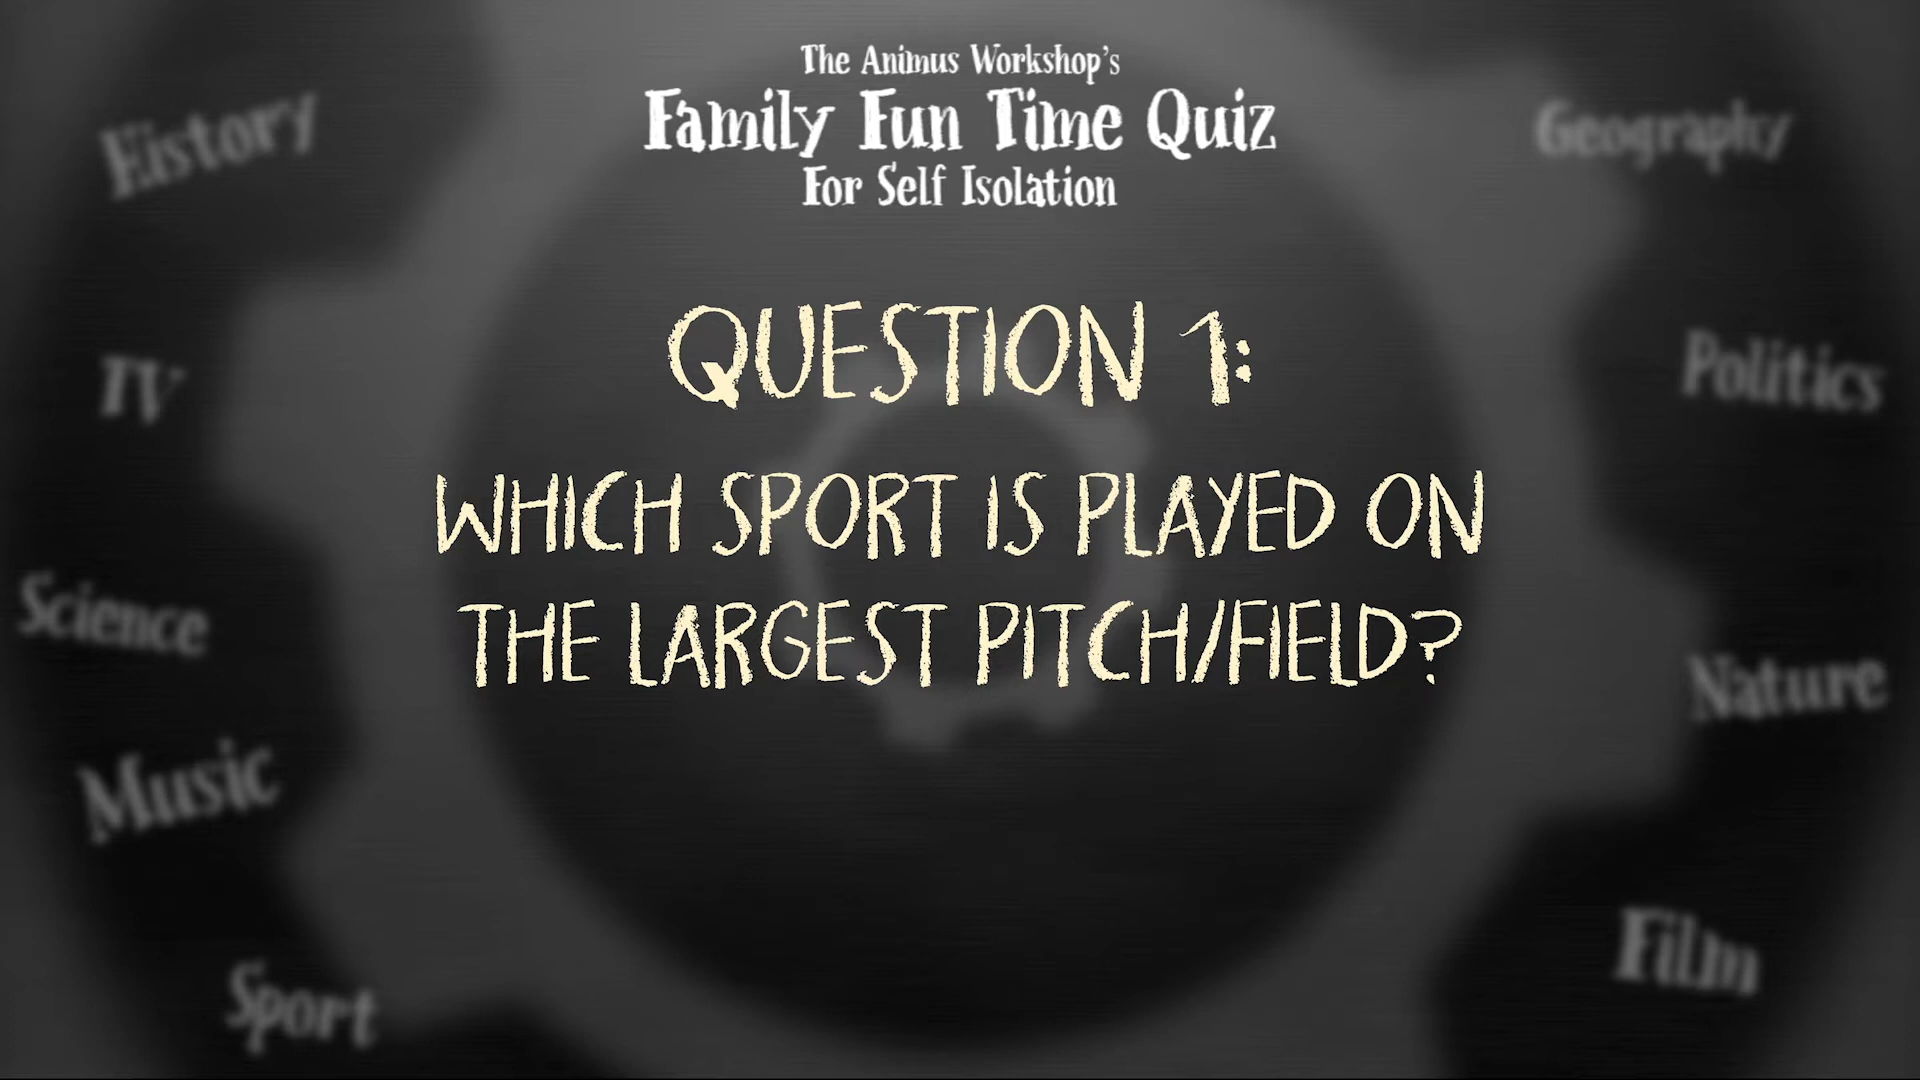 The Animus Workshop's
Family Fun Time Quiz
For Self Isolation
History
Geography
QUESTION 1:
TV
Politics
WHICH SPORT IS PLAYED ON
THE LARGEST PITCH/FIELD?
Science
Nature
Music
Film
Sport